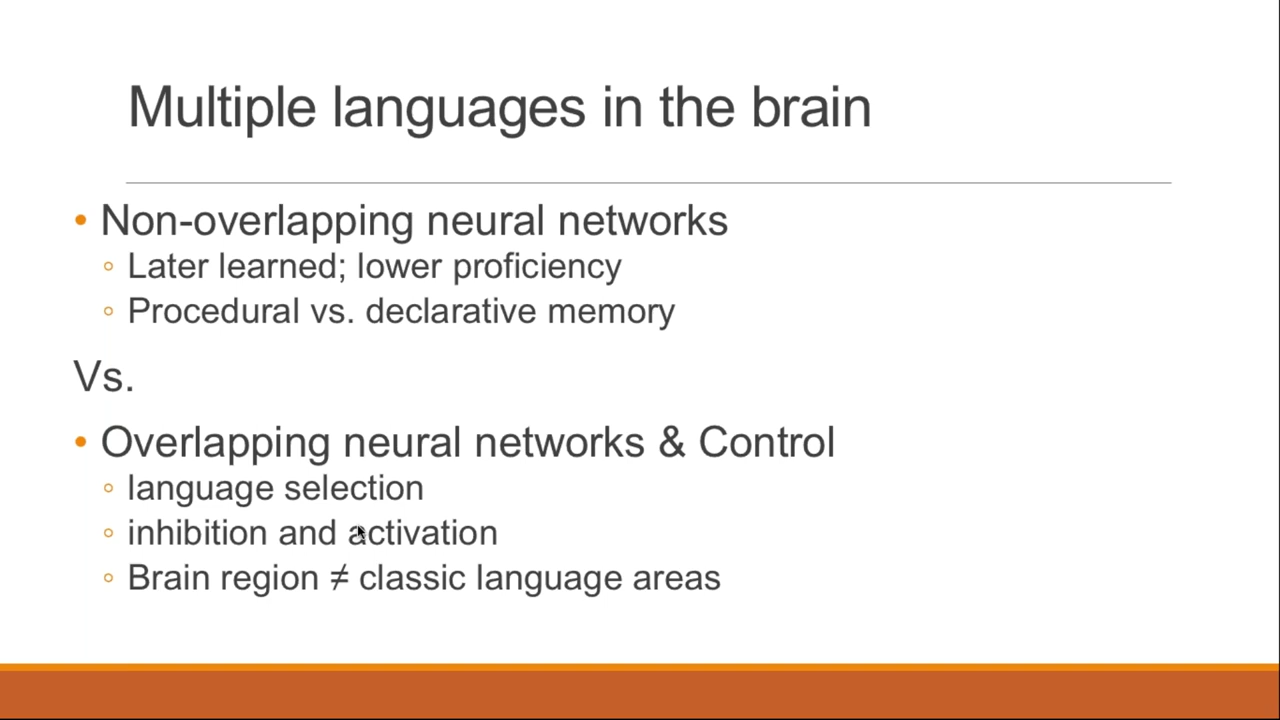 Multiple languages in the brain
• Non-overlapping neural networks
◦ Later learned; lower proficiency
◦ Procedural vs. declarative memory
Vs.
• Overlapping neural networks & Control
◦ language selection
◦ inhibition and activation
◦ Brain region ≠ classic language areas